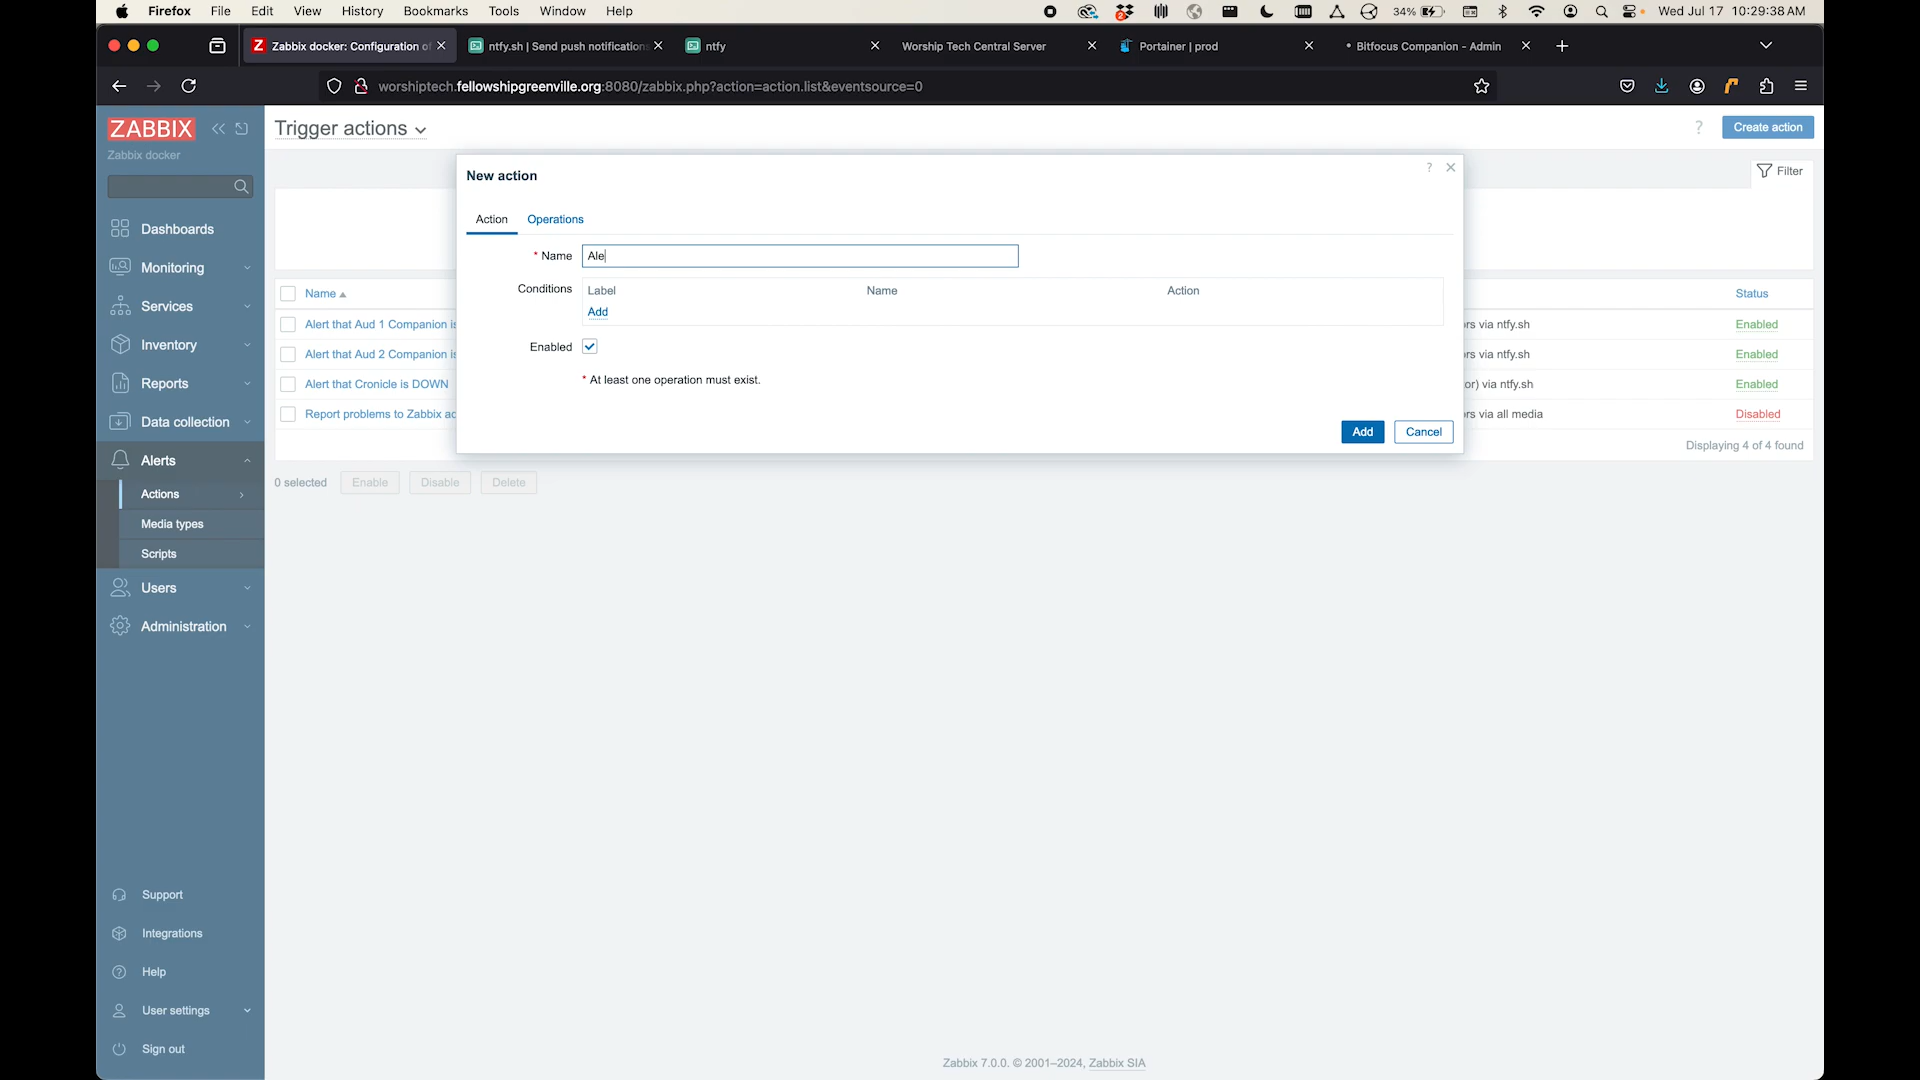 Firefox File Edit View History Bookmarks Tools Window Help 34% Wed Jul 17 10:29:38 AM
Zabbix docker: Configuration of ntfy.sh | Send push notifications ntfy Worship Tech Central Server Portainer | prod • Bitfocus Companion - Admin
worshiptech.fellowshipgreenville.org:8080/zabbix.php?action=action.list&eventsource=0
ZABBIX
Zabbix docker
Dashboards
Monitoring
Services
Inventory
Reports
Data collection
Alerts
Actions
Media types
Scripts
Users
Administration
Support
Integrations
Help
User settings
Sign out
Trigger actions
? Create action
Filter
New action
?
Action Operations
* Name Ale
Conditions Label Name Action
Add
Enabled
* At least one operation must exist.
Add Cancel
Name Status
Alert that Aud 1 Companion is rs via ntfy.sh Enabled
Alert that Aud 2 Companion is rs via ntfy.sh Enabled
Alert that Cronicle is DOWN or) via ntfy.sh Enabled
Report problems to Zabbix ad rs via all media Disabled
Displaying 4 of 4 found
0 selected Enable Disable Delete
Zabbix 7.0.0. © 2001–2024, Zabbix SIA